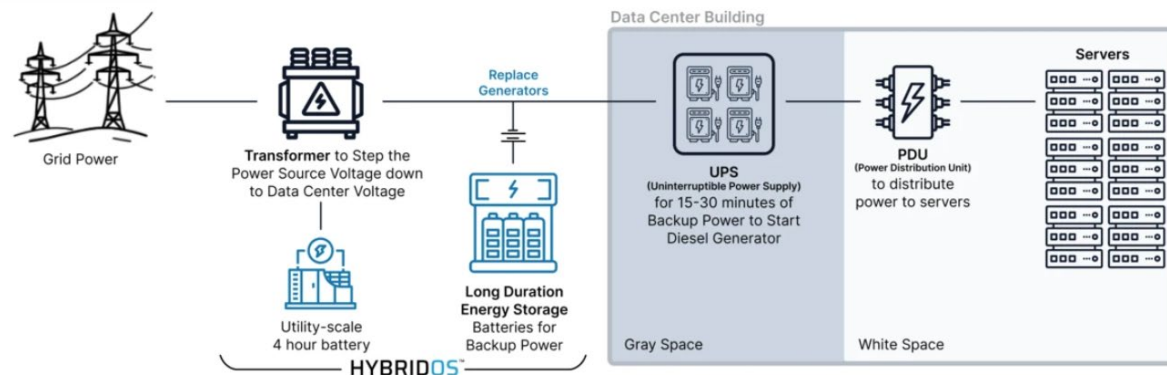 Data Center Building
Grid Power
Transformer to Step the
Power Source Voltage down
to Data Center Voltage
Utility-scale
4 hour battery
Replace
Generators
Long Duration
Energy Storage
Batteries for
Backup Power
HYBRIDOS™
UPS
(Uninterruptible Power Supply)
for 15-30 minutes of
Backup Power to Start
Diesel Generator
Gray Space
PDU
(Power Distribution Unit)
to distribute
power to servers
Servers
White Space